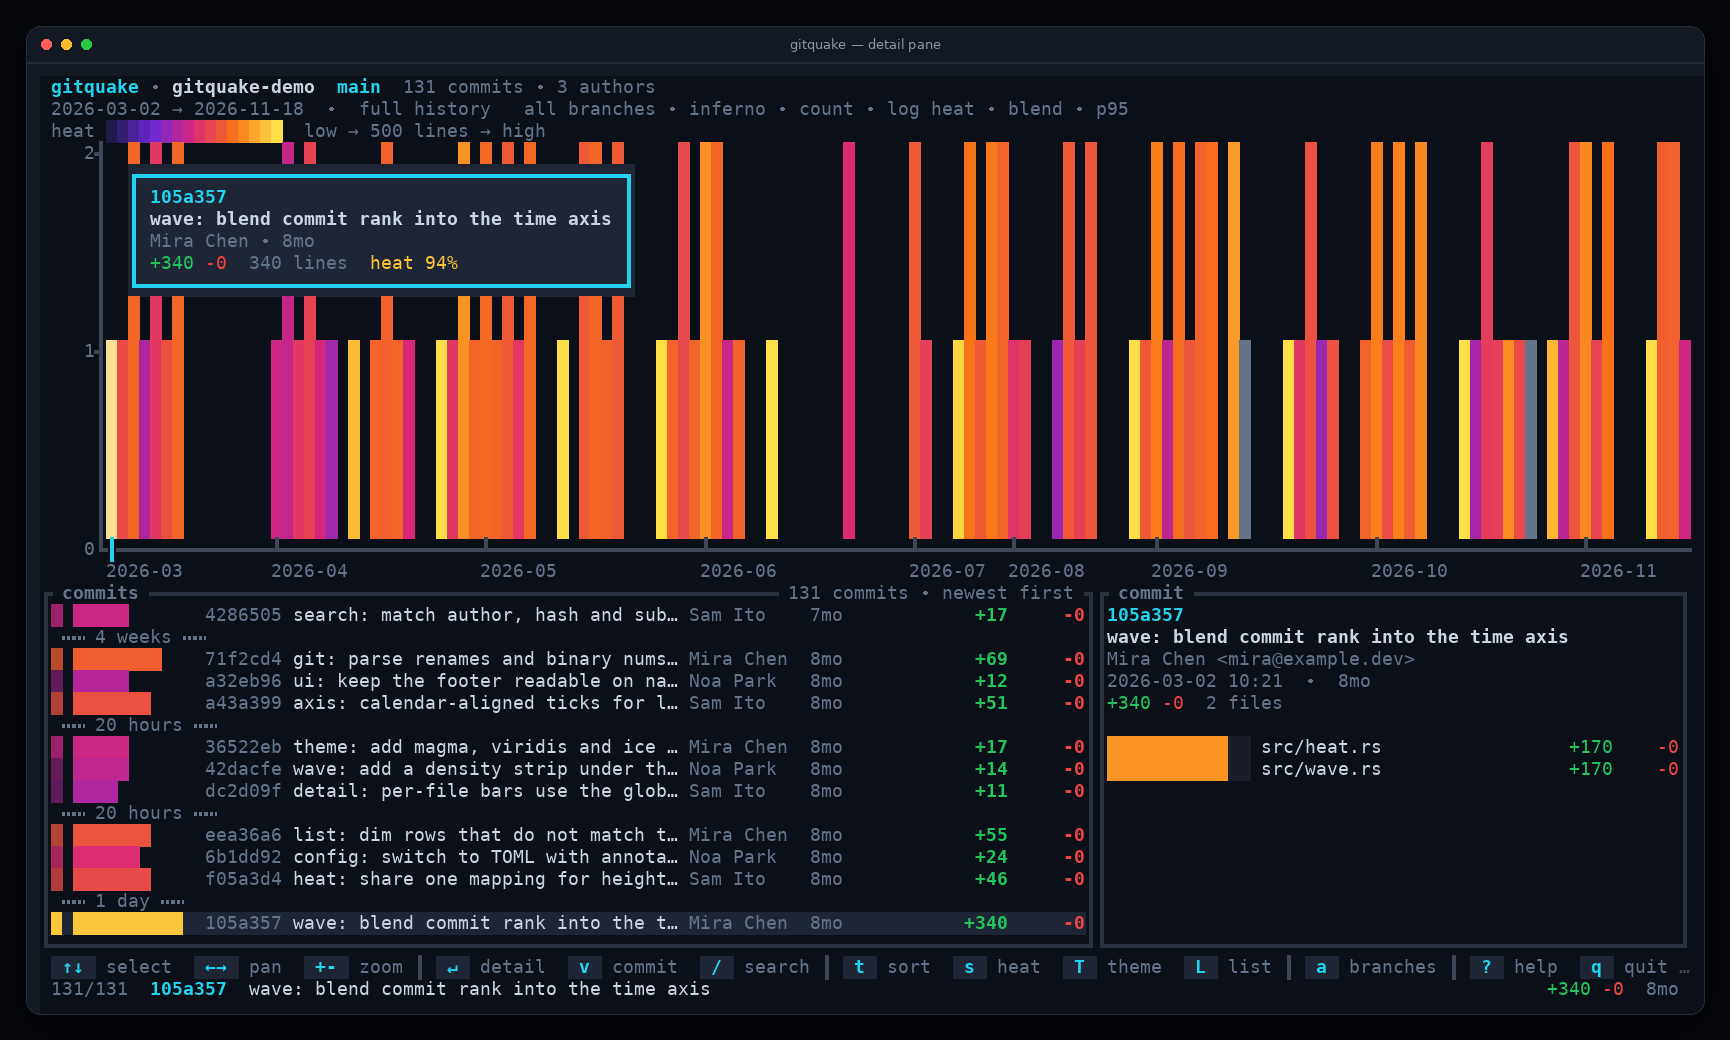 gitquake — detail pane
gitquake • gitquake-demo main 131 commits • 3 authors
2026-03-02 → 2026-11-18 • full history all branches • inferno • count • log heat • blend • p95
heat low → 500 lines → high
2
105a357
wave: blend commit rank into the time axis
Mira Chen • 8mo
+340 -0 340 lines heat 94%
1
0
2026-03 2026-04 2026-05 2026-06 2026-07 2026-08 2026-09 2026-10 2026-11
commits 131 commits • newest first
4286505 search: match author, hash and sub… Sam Ito 7mo +17 -0
4 weeks
71f2cd4 git: parse renames and binary nums… Mira Chen 8mo +69 -0
a32eb96 ui: keep the footer readable on na… Noa Park 8mo +12 -0
a43a399 axis: calendar-aligned ticks for l… Sam Ito 8mo +51 -0
20 hours
36522eb theme: add magma, viridis and ice … Mira Chen 8mo +17 -0
42dacfe wave: add a density strip under th… Noa Park 8mo +14 -0
dc2d09f detail: per-file bars use the glob… Sam Ito 8mo +11 -0
20 hours
eea36a6 list: dim rows that do not match t… Mira Chen 8mo +55 -0
6b1dd92 config: switch to TOML with annota… Noa Park 8mo +24 -0
f05a3d4 heat: share one mapping for height… Sam Ito 8mo +46 -0
1 day
105a357 wave: blend commit rank into the t… Mira Chen 8mo +340 -0
commit
105a357
wave: blend commit rank into the time axis
Mira Chen <mira@example.dev>
2026-03-02 10:21 • 8mo
+340 -0 2 files
src/heat.rs +170 -0
src/wave.rs +170 -0
↑↓ select ←→ pan +- zoom ↵ detail v commit / search t sort s heat T theme L list a branches ? help q quit …
131/131 105a357 wave: blend commit rank into the time axis +340 -0 8mo